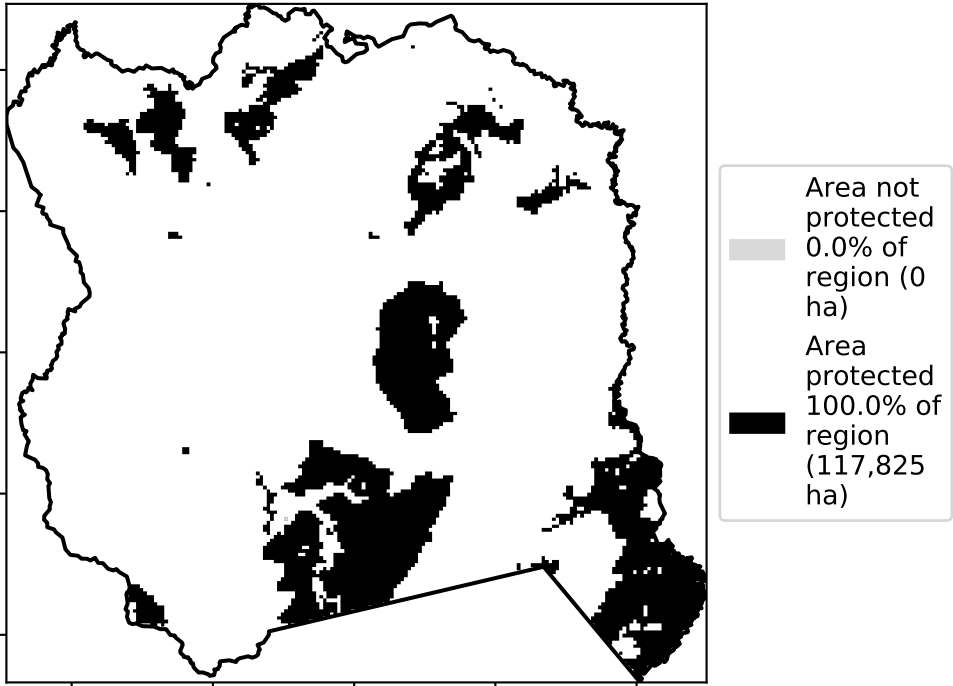 Area not
protected
0.0% of
region (0
ha)
Area
protected
100.0% of
region
(117,825
ha)